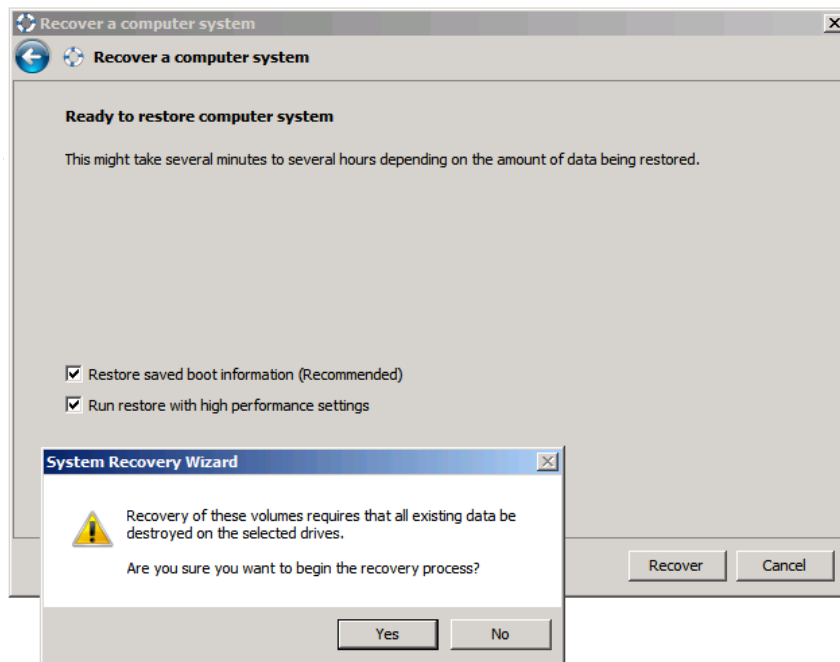 Recover a computer system
Recover a computer system
Ready to restore computer system
This might take several minutes to several hours depending on the amount of data being restored.
Restore saved boot information (Recommended)
Run restore with high performance settings
System Recovery Wizard
Recovery of these volumes requires that all existing data be
destroyed on the selected drives.
Are you sure you want to begin the recovery process?
Yes
No
Recover
Cancel